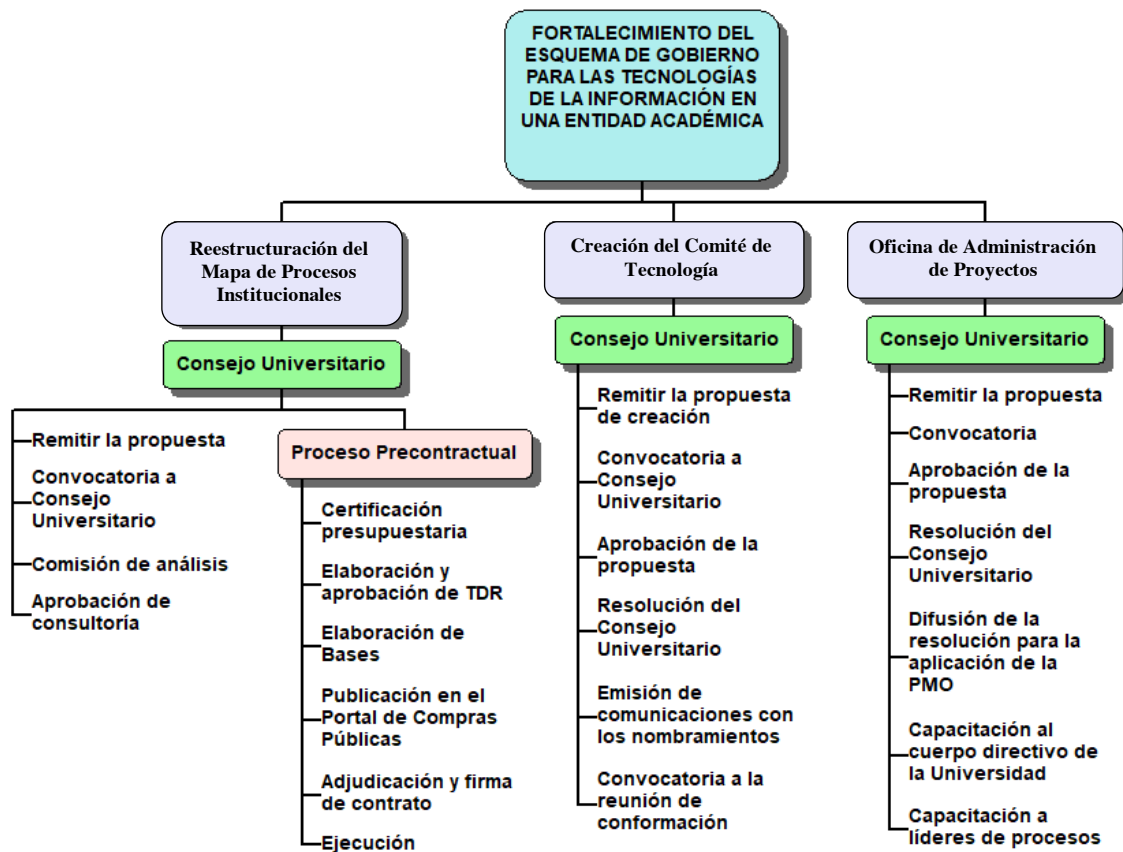 FORTALECIMIENTO DEL
ESQUEMA DE GOBIERNO
PARA LAS TECNOLOGÍAS
DE LA INFORMACIÓN EN
UNA ENTIDAD ACADÉMICA
Reestructuración del
Mapa de Procesos
Institucionales
Consejo Universitario
Remitir la propuesta
Convocatoria a
Consejo
Universitario
Comisión de análisis
Aprobación de
consultoría
Proceso Precontractual
Certificación
presupuestaria
Elaboración y
aprobación de TDR
Elaboración de
Bases
Publicación en el
Portal de Compras
Públicas
Adjudicación y firma
de contrato
Ejecución
Creación del Comité de
Tecnología
Consejo Universitario
Remitir la propuesta
de creación
Convocatoria a
Consejo
Universitario
Aprobación de la
propuesta
Resolución del
Consejo
Universitario
Emisión de
comunicaciones con
los nombramientos
Convocatoria a la
reunión de
conformación
Oficina de Administración
de Proyectos
Consejo Universitario
Remitir la propuesta
Convocatoria
Aprobación de la
propuesta
Resolución del
Consejo
Universitario
Difusión de la
resolución para la
aplicación de la
PMO
Capacitación al
cuerpo directivo de
la Universidad
Capacitación a
líderes de procesos